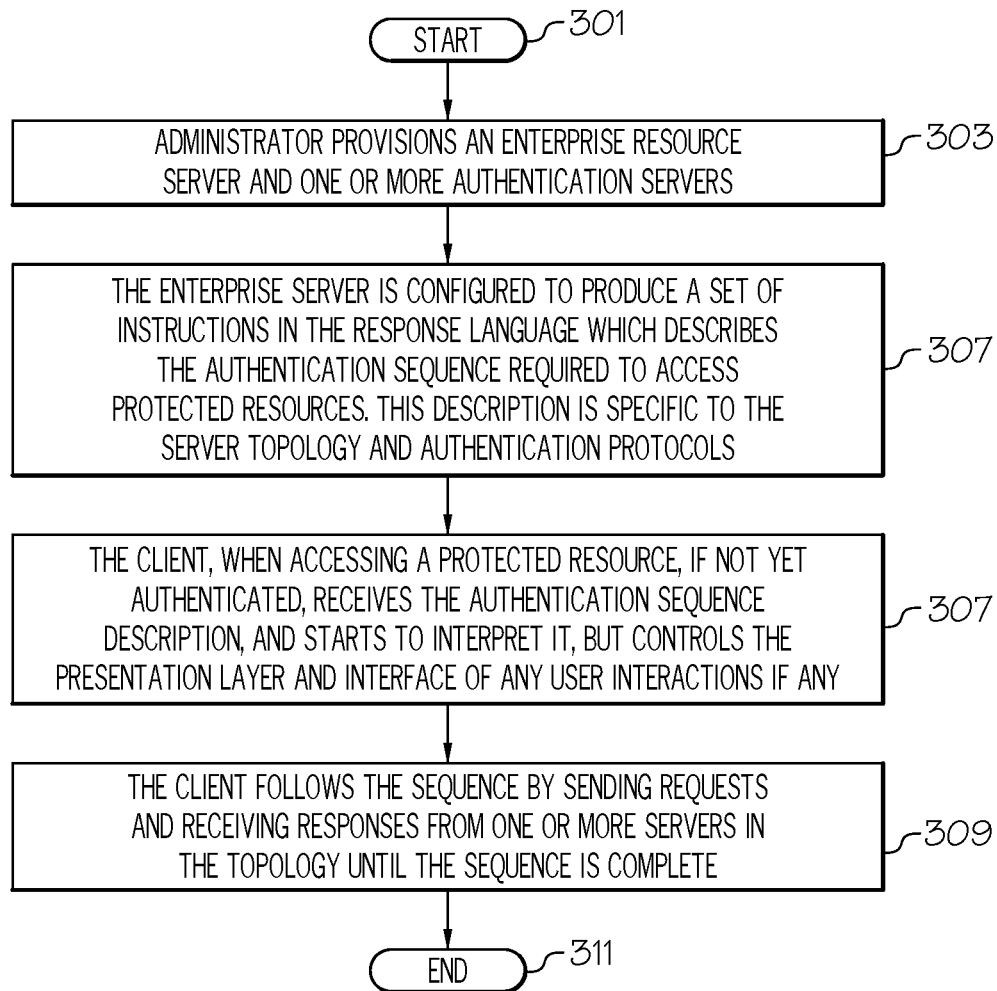 START
301
ADMINISTRATOR PROVISIONS AN ENTERPRISE RESOURCE
SERVER AND ONE OR MORE AUTHENTICATION SERVERS
303
THE ENTERPRISE SERVER IS CONFIGURED TO PRODUCE A SET OF
INSTRUCTIONS IN THE RESPONSE LANGUAGE WHICH DESCRIBES
THE AUTHENTICATION SEQUENCE REQUIRED TO ACCESS
PROTECTED RESOURCES. THIS DESCRIPTION IS SPECIFIC TO THE
SERVER TOPOLOGY AND AUTHENTICATION PROTOCOLS
307
THE CLIENT, WHEN ACCESSING A PROTECTED RESOURCE, IF NOT YET
AUTHENTICATED, RECEIVES THE AUTHENTICATION SEQUENCE
DESCRIPTION, AND STARTS TO INTERPRET IT, BUT CONTROLS THE
PRESENTATION LAYER AND INTERFACE OF ANY USER INTERACTIONS IF ANY
307
THE CLIENT FOLLOWS THE SEQUENCE BY SENDING REQUESTS
AND RECEIVING RESPONSES FROM ONE OR MORE SERVERS IN
THE TOPOLOGY UNTIL THE SEQUENCE IS COMPLETE
309
END
311